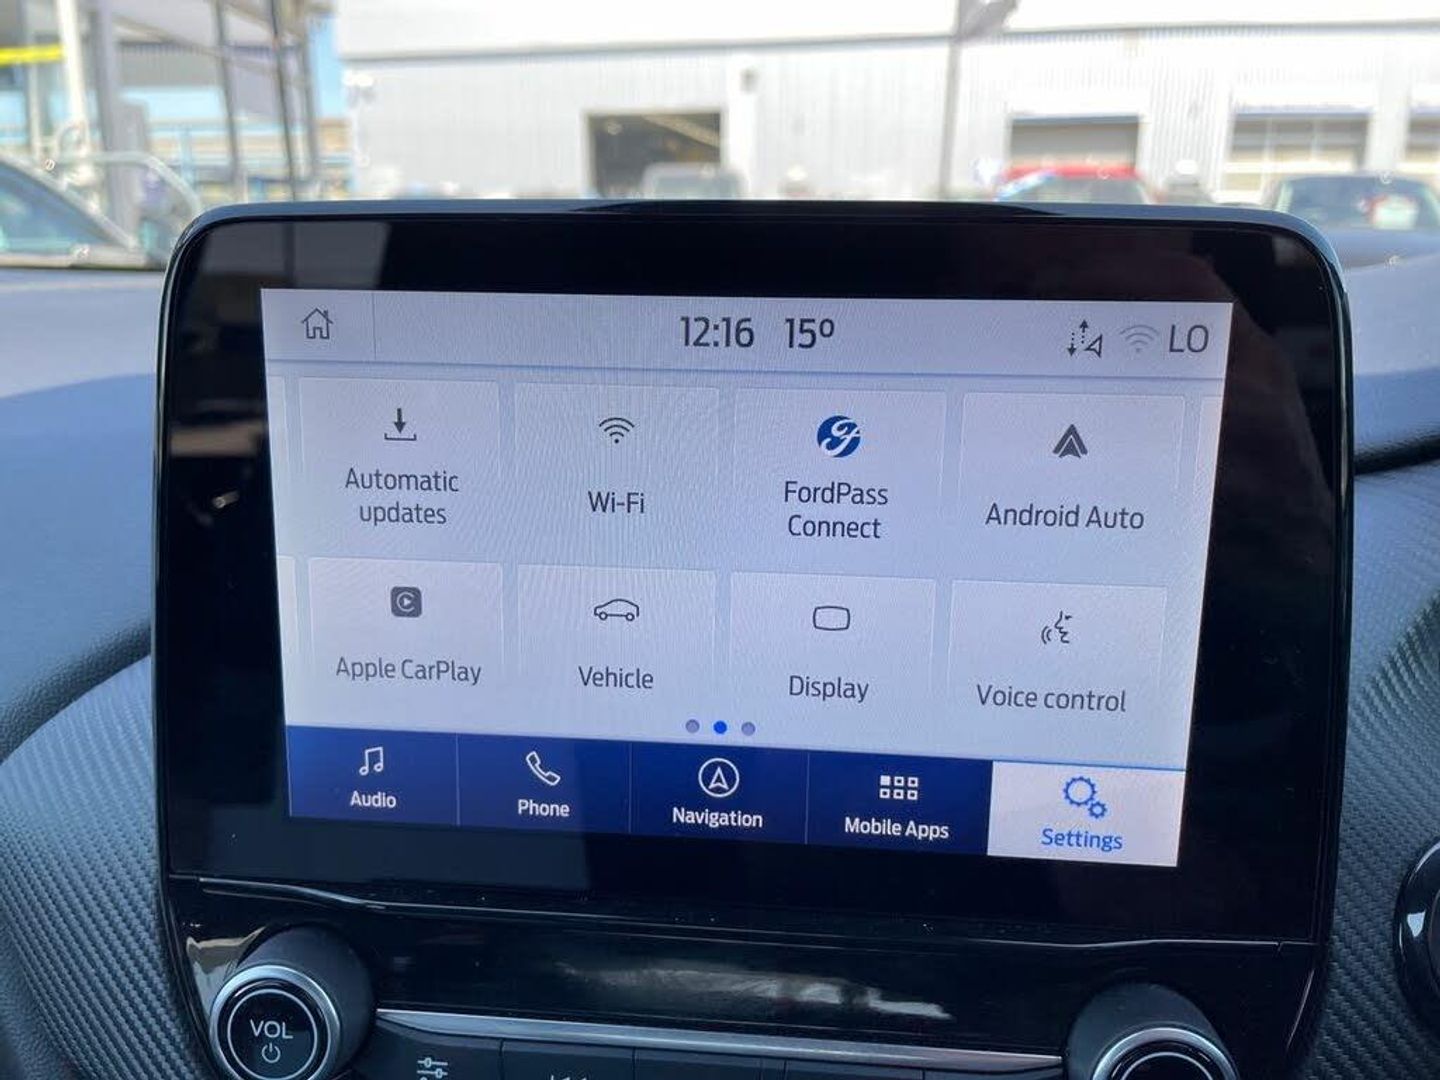 12:16 15º LO
Automatic
updates
Wi-Fi
FordPass
Connect
Android Auto
Apple CarPlay
Vehicle
Display
Voice control
Audio
Phone
Navigation
Mobile Apps
Settings
VOL